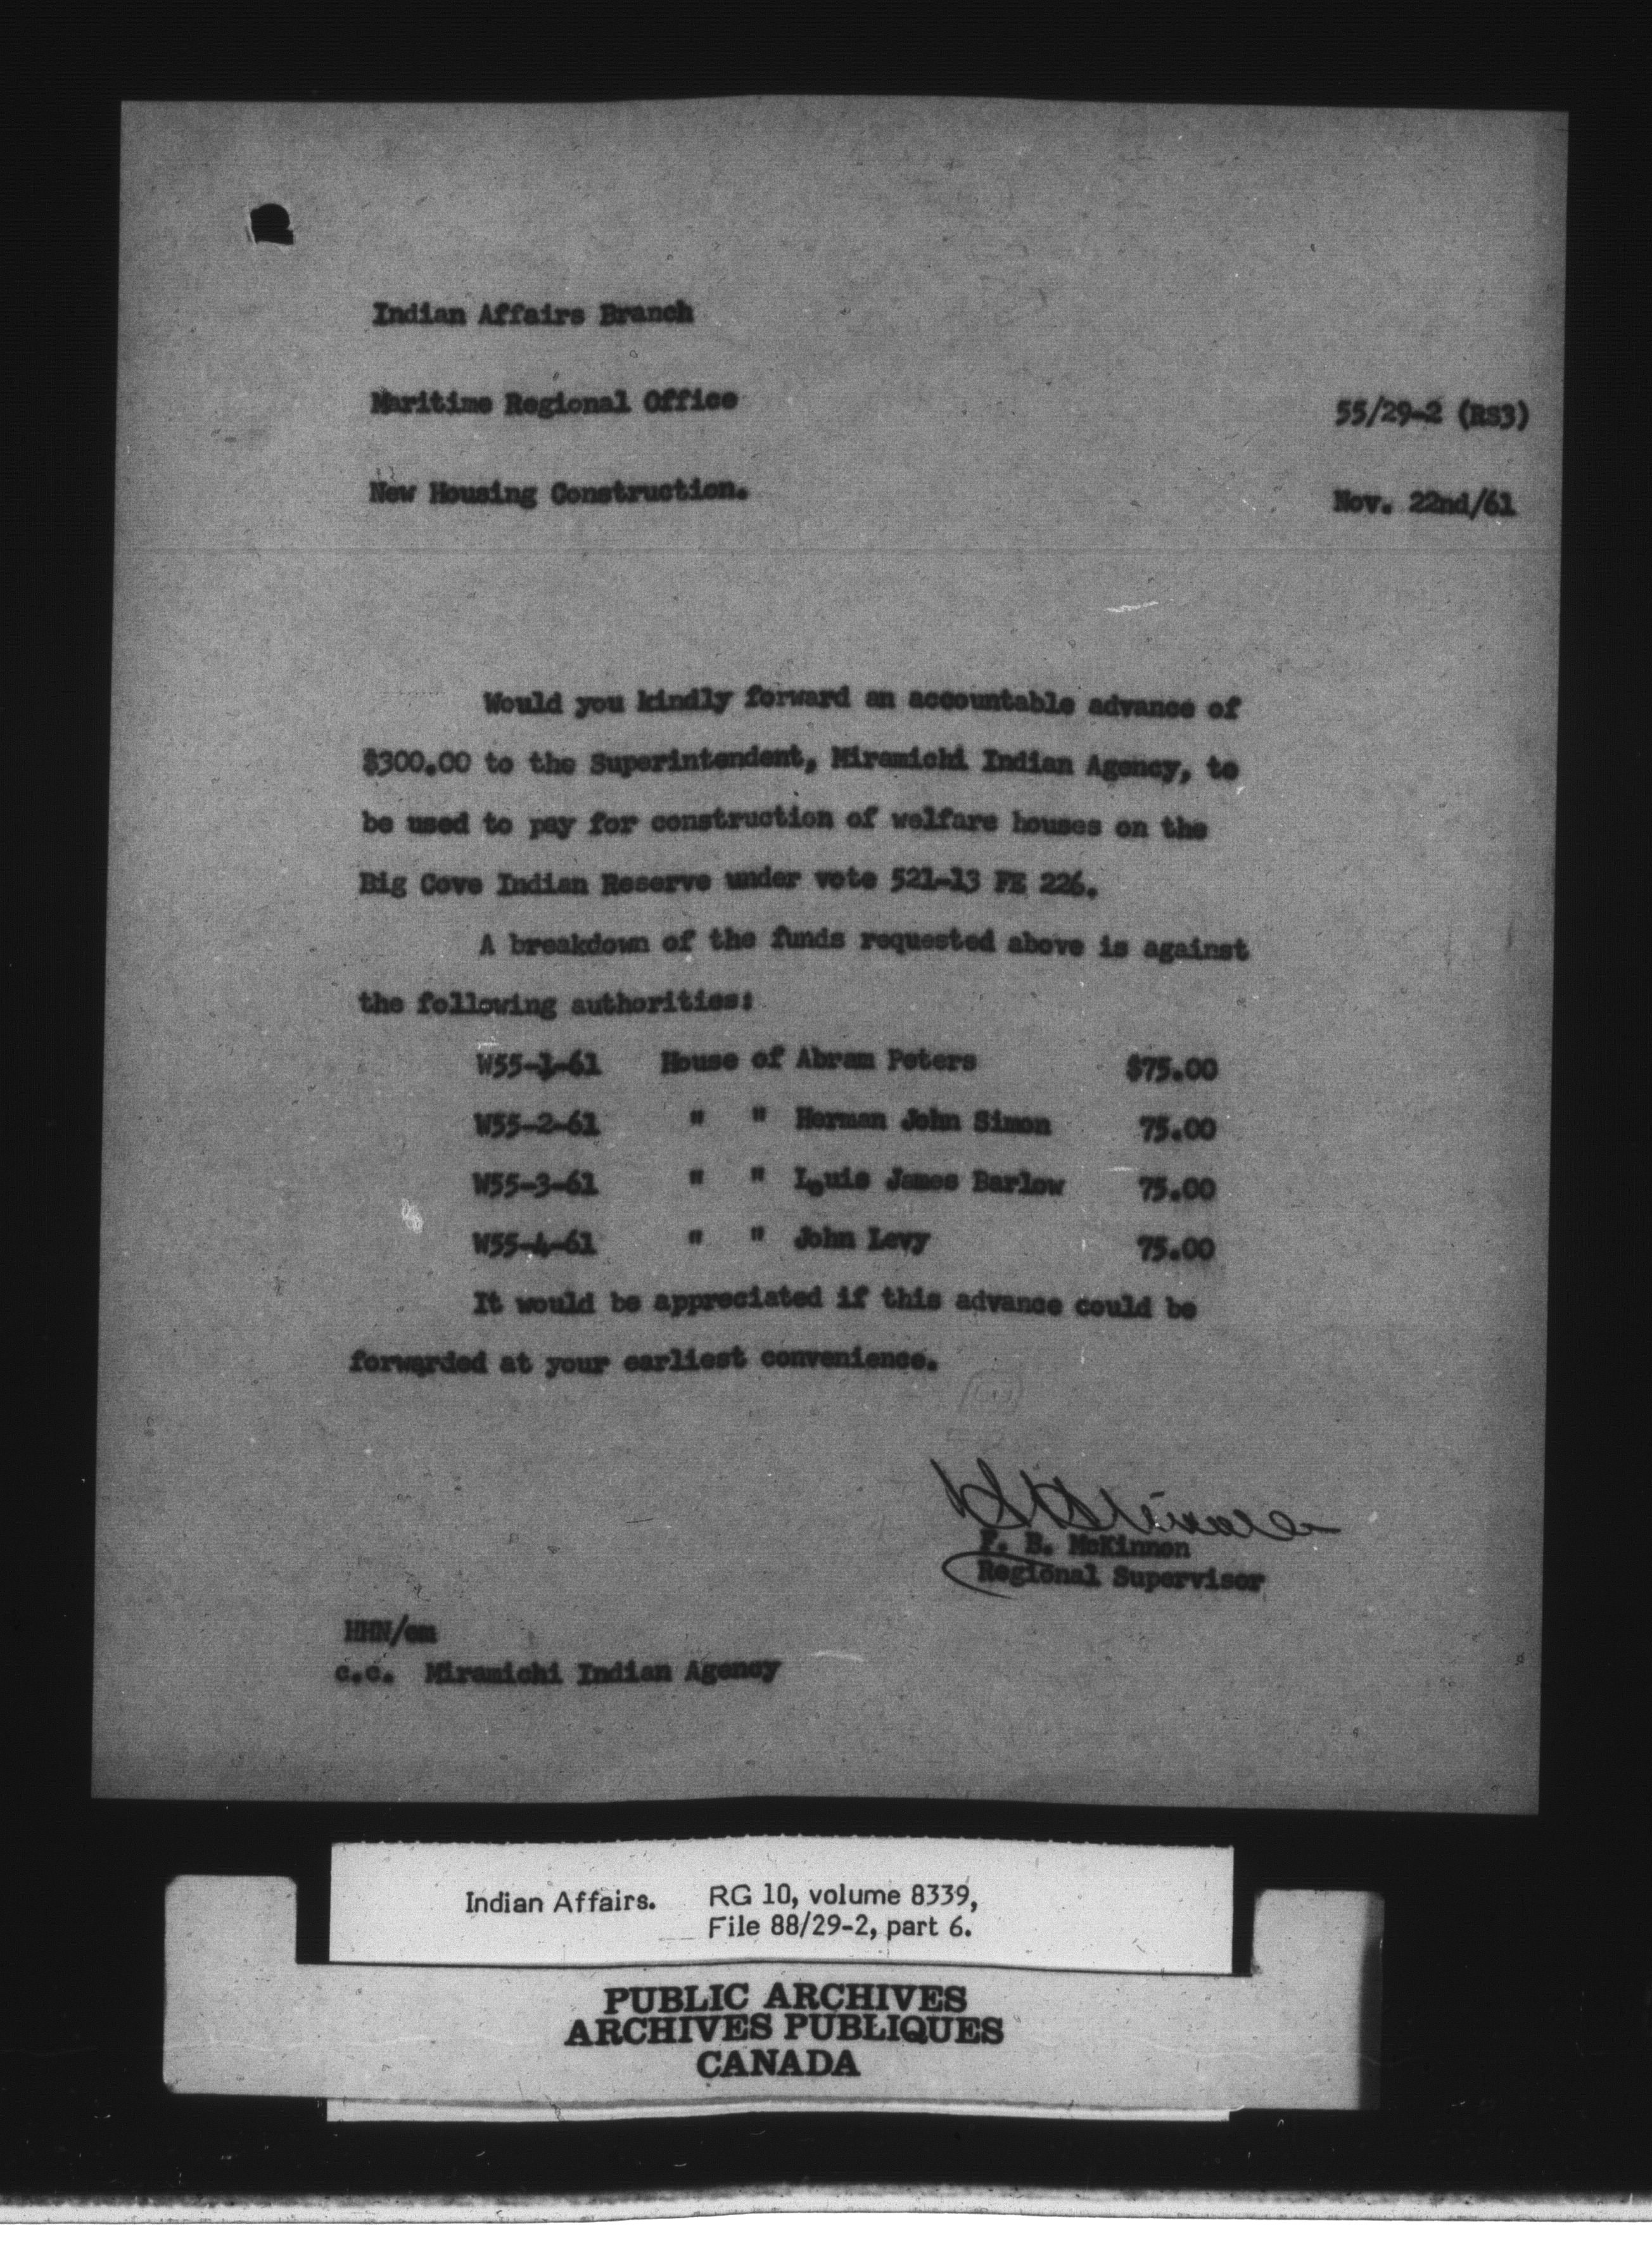 Indian Affairs Branch
Maritime Regional Office
55/29-2 (RS3)
New Housing Construction.
Nov. 22nd/61
Would you kindly forward an accountable advance of
$300.00 to the Superintendent, Miramichi Indian Agency, to
be used to pay for construction of welfare houses on the
Big Cove Indian Reserve under vote 521-13 FE 226.
A breakdown of the funds requested above is against
the following authorities:
W55-1-61 House of Abram Peters $75.00
W55-2-61 " " Herman John Simon 75.00
W55-3-61 " " Louis James Barlow 75.00
W55-4-61 " " John Levy 75.00
It would be appreciated if this advance could be
forwarded at your earliest convenience.
F. B. McKinnon
Regional Supervisor
HHN/em
c.c. Miramichi Indian Agency
Indian Affairs. RG 10, volume 8339,
File 88/29-2, part 6.
PUBLIC ARCHIVES
ARCHIVES PUBLIQUES
CANADA